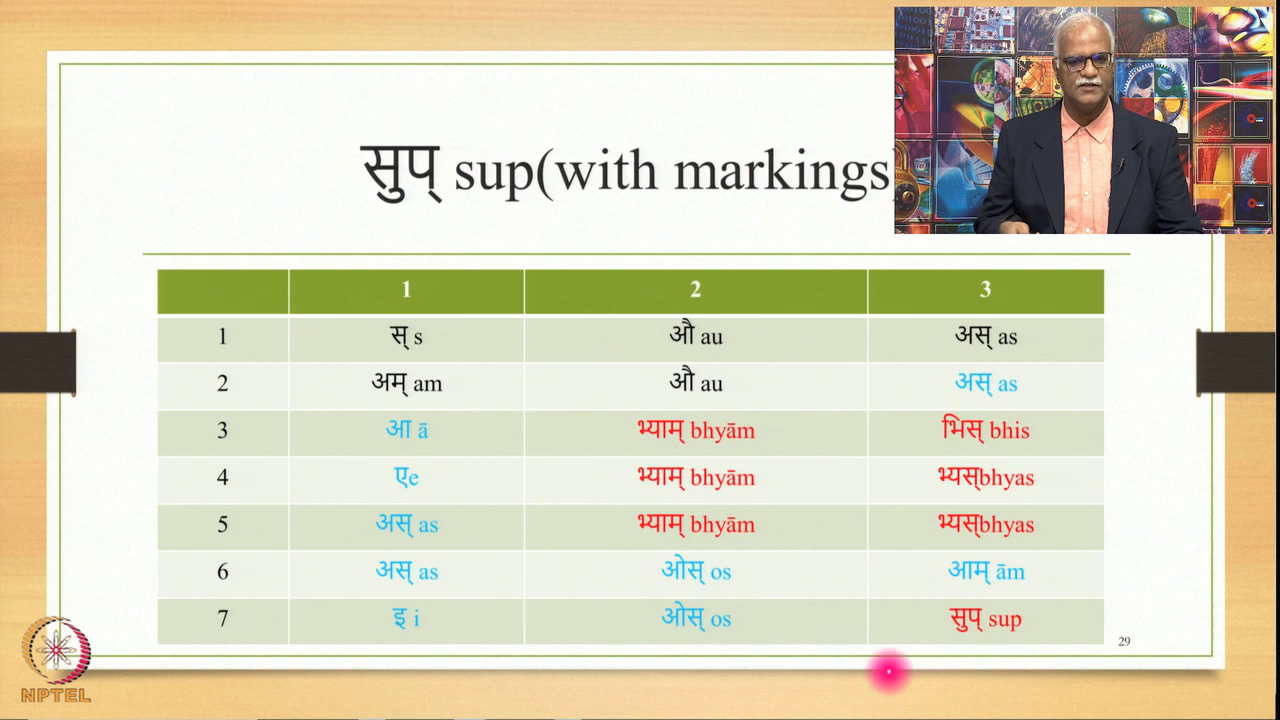 सुप् sup(with markings)
1 2 3
1 स् s औ au अस् as
2 अम् am औ au अस् as
3 आ ā भ्याम् bhyām भिस् bhis
4 एe भ्याम् bhyām भ्यस्bhyas
5 अस् as भ्याम् bhyām भ्यस्bhyas
6 अस् as ओस् os आम् ām
7 इ i ओस् os सुप् sup
29
NPTEL